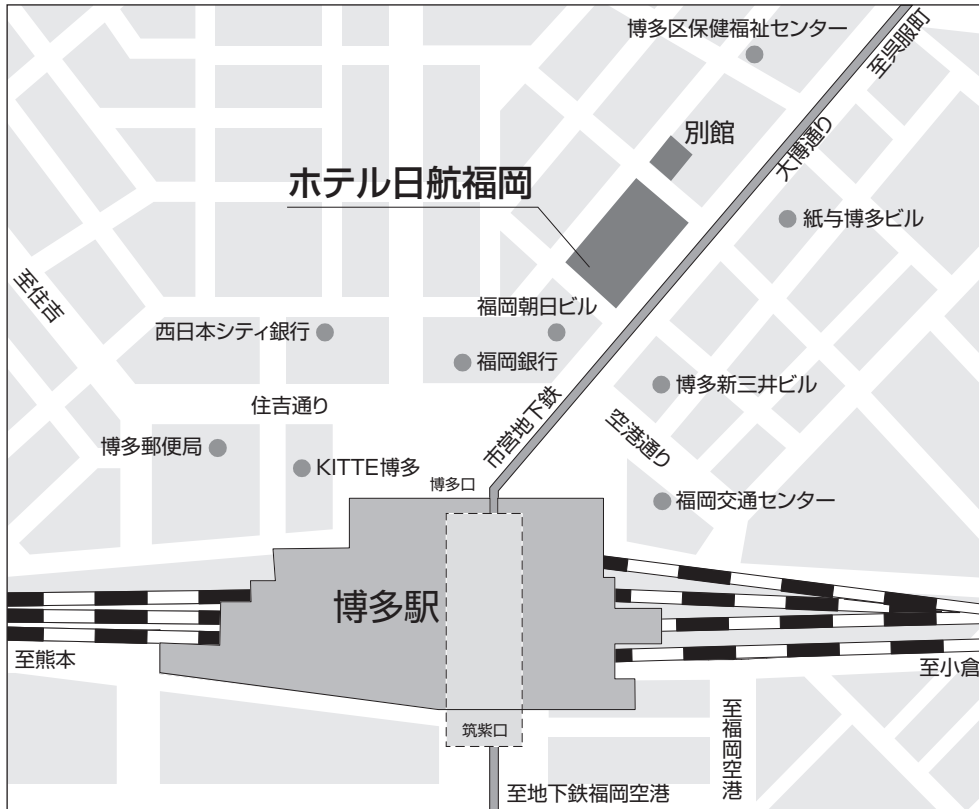 博多区保健福祉センター
至呉服町
別館
大博通り
ホテル日航福岡
紙与博多ビル
至住吉
福岡朝日ビル
西日本シティ銀行
福岡銀行
博多新三井ビル
住吉通り
市営地下鉄
空港通り
博多郵便局
KITTE博多
博多口
福岡交通センター
博多駅
至熊本
至小倉
筑紫口
至福岡空港
至地下鉄福岡空港